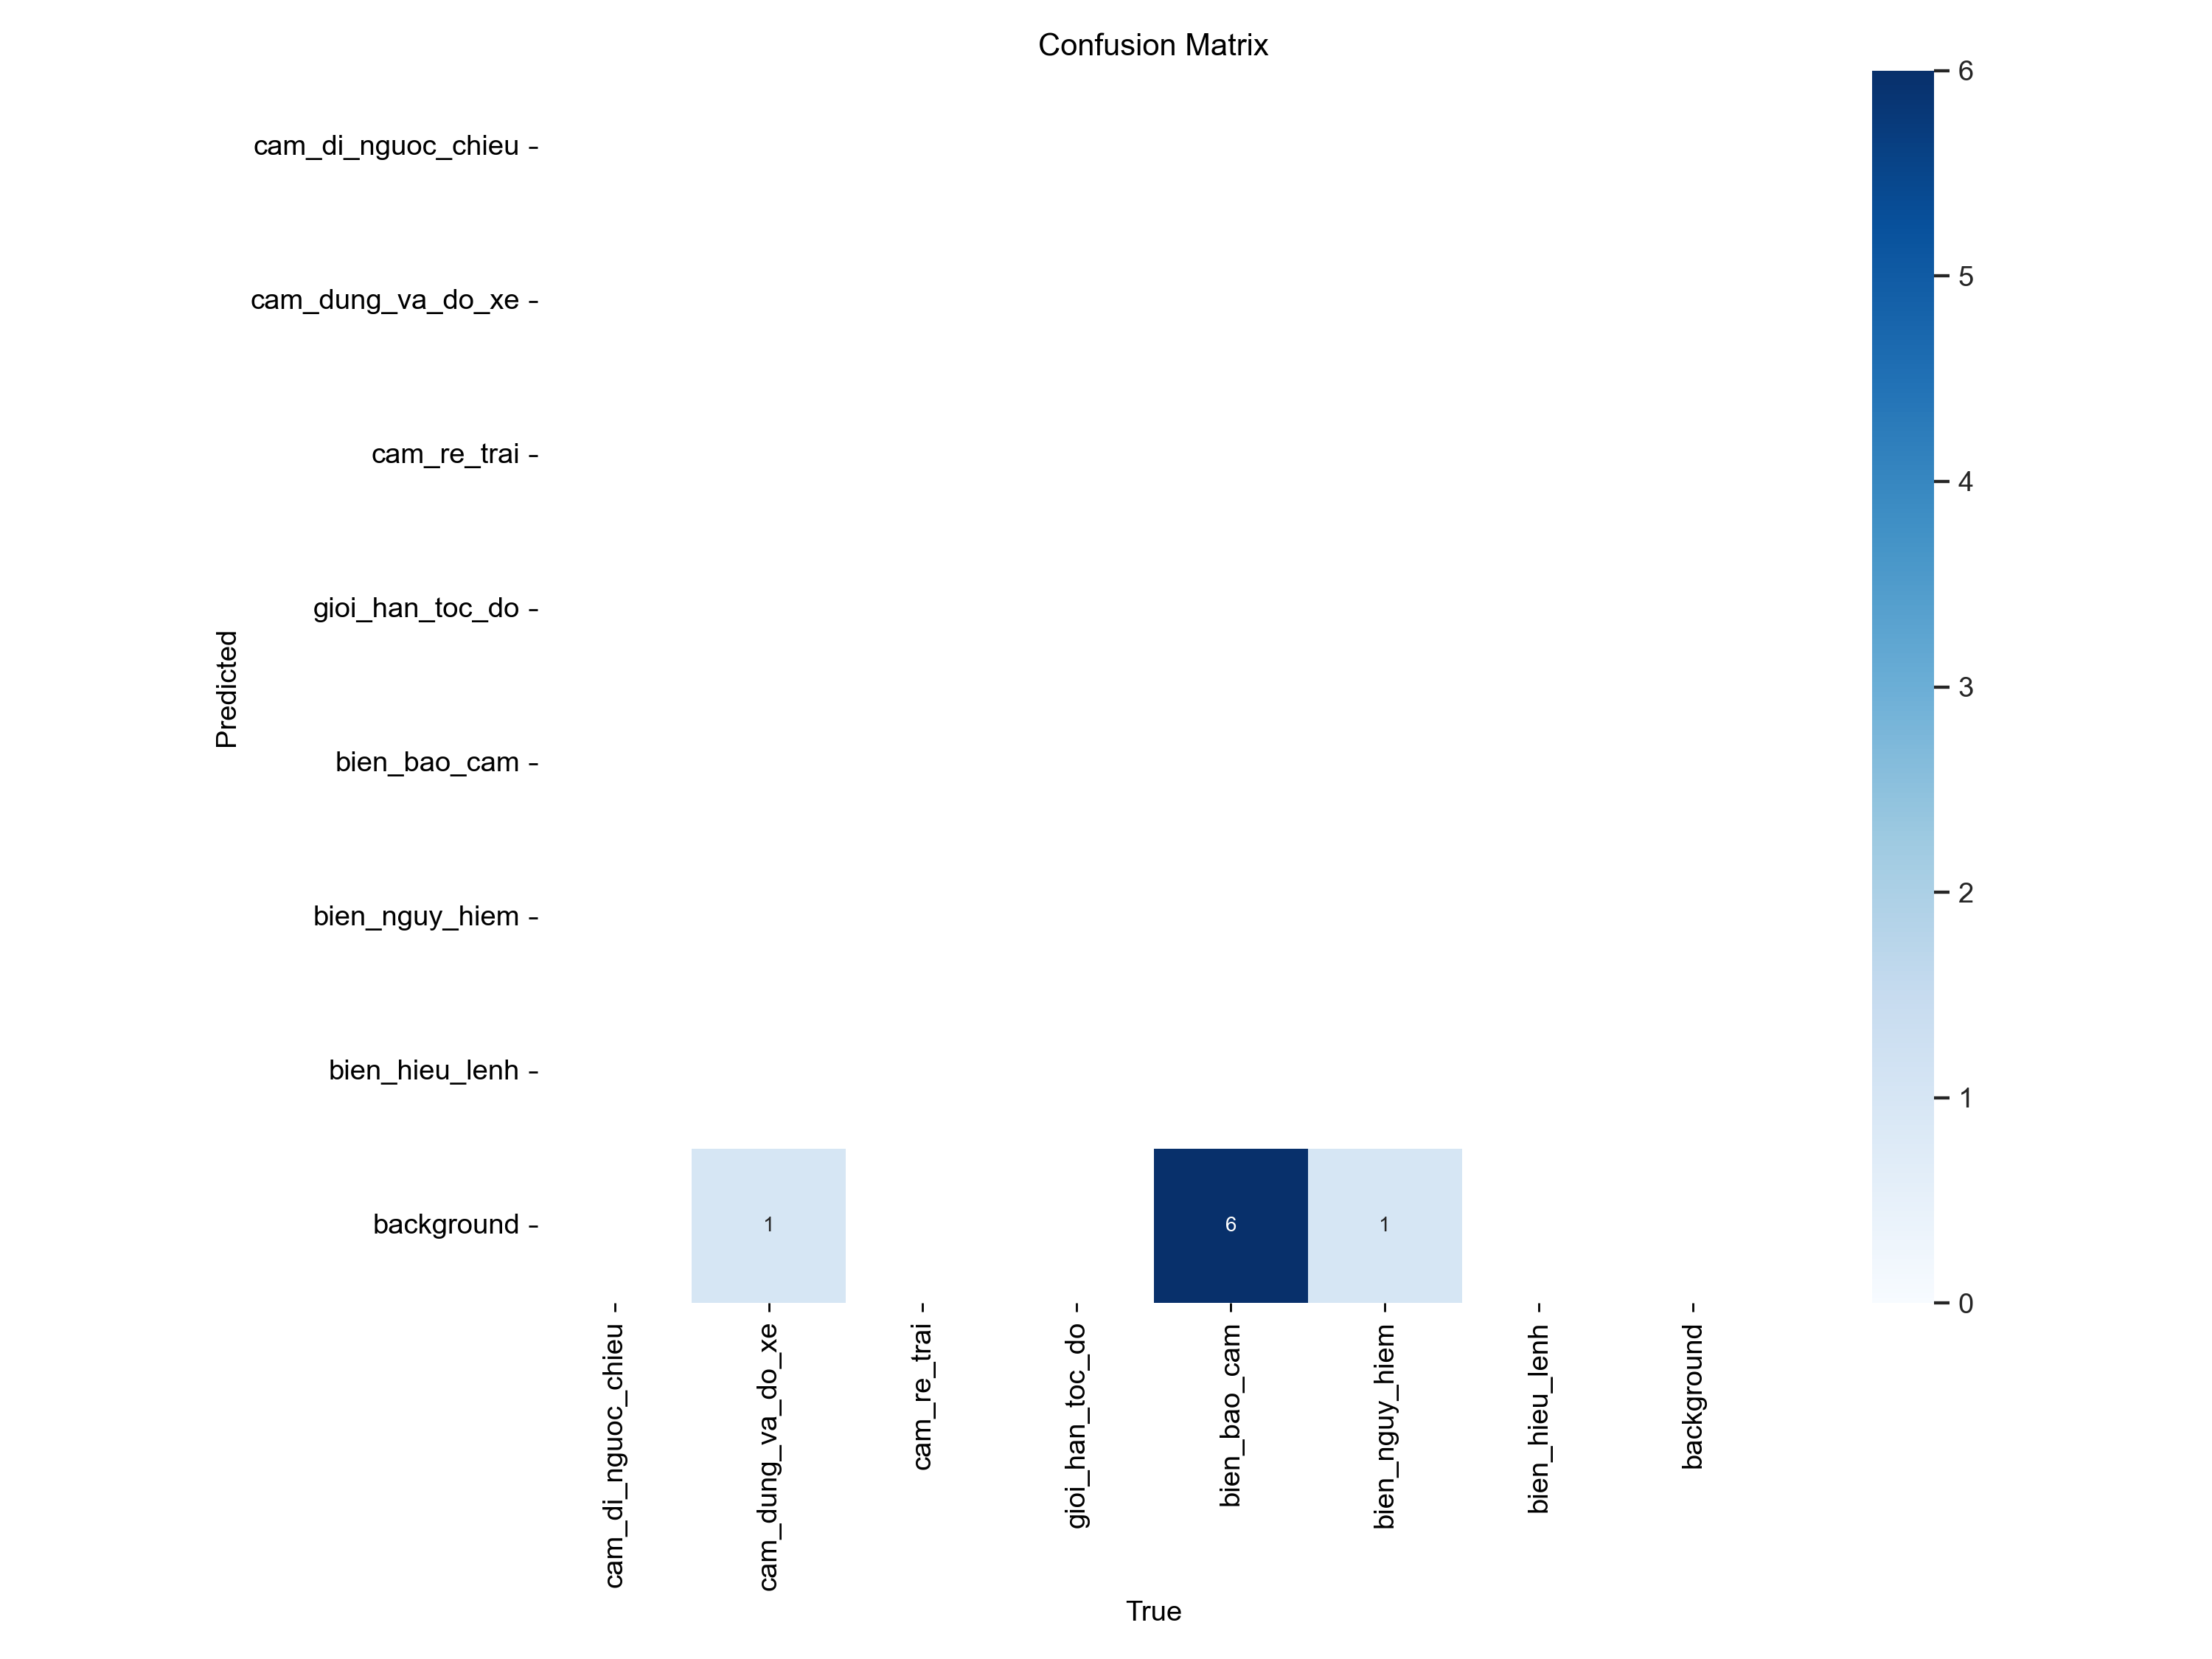 Confusion Matrix
cam_di_nguoc_chieu
cam_dung_va_do_xe
cam_re_trai
gioi_han_toc_do
bien_bao_cam
bien_nguy_hiem
bien_hieu_lenh
background
Predicted
1
6
1
cam_di_nguoc_chieu
cam_dung_va_do_xe
cam_re_trai
gioi_han_toc_do
bien_bao_cam
bien_nguy_hiem
bien_hieu_lenh
background
True
6
5
4
3
2
1
0